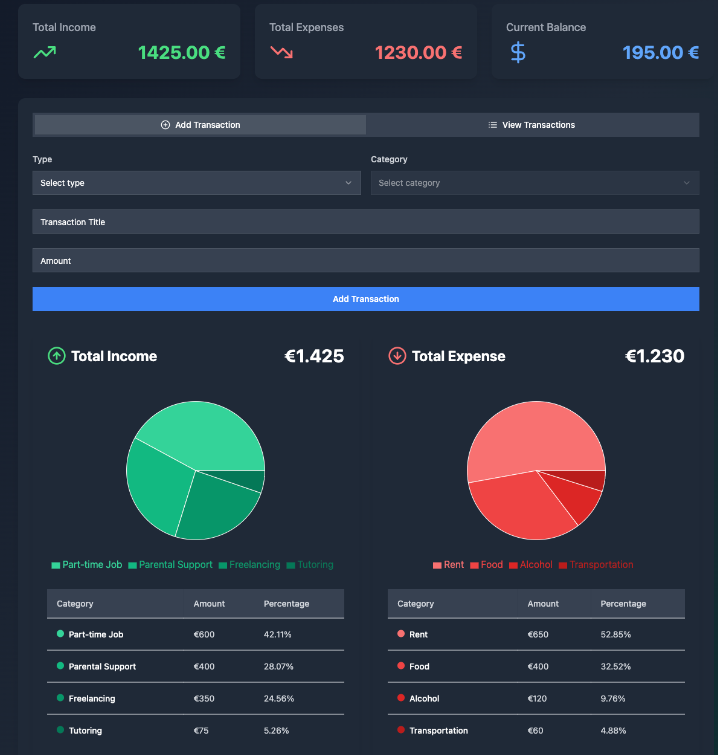 Total Income
1425.00 €
Total Expenses
1230.00 €
Current Balance
195.00 €
Add Transaction
View Transactions
Type
Category
Select type
Select category
Transaction Title
Amount
Add Transaction
Total Income €1.425
Part-time Job Parental Support Freelancing Tutoring
Category Amount Percentage
Part-time Job €600 42.11%
Parental Support €400 28.07%
Freelancing €350 24.56%
Tutoring €75 5.26%
Total Expense €1.230
Rent Food Alcohol Transportation
Category Amount Percentage
Rent €650 52.85%
Food €400 32.52%
Alcohol €120 9.76%
Transportation €60 4.88%